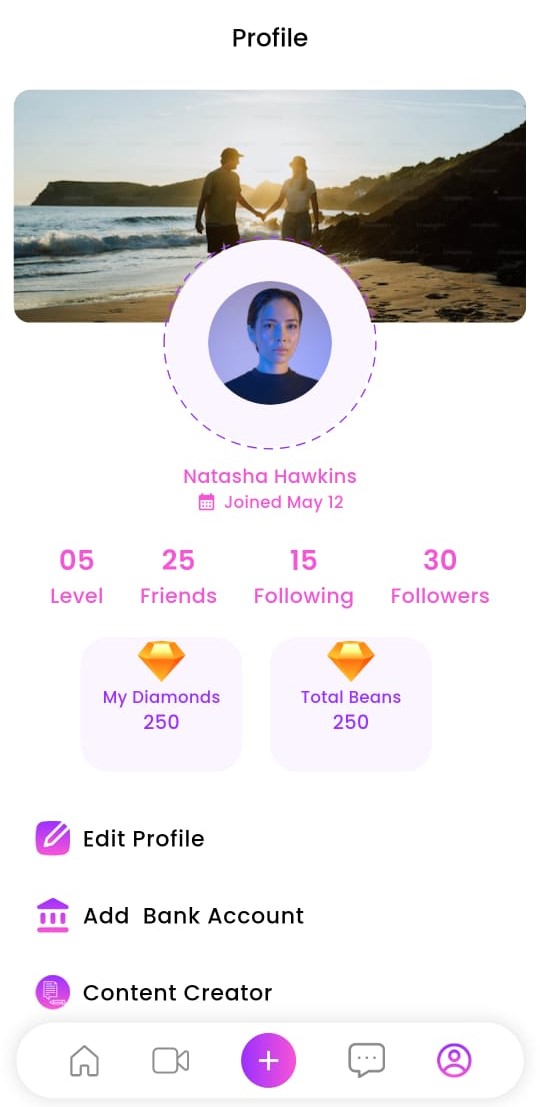 Profile
Natasha Hawkins
Joined May 12
05 25 15 30
Level Friends Following Followers
My Diamonds Total Beans
250 250
Edit Profile
Add Bank Account
Content Creator